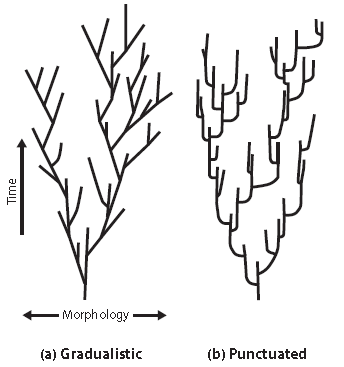 Time
Morphology
(a) Gradualistic
(b) Punctuated